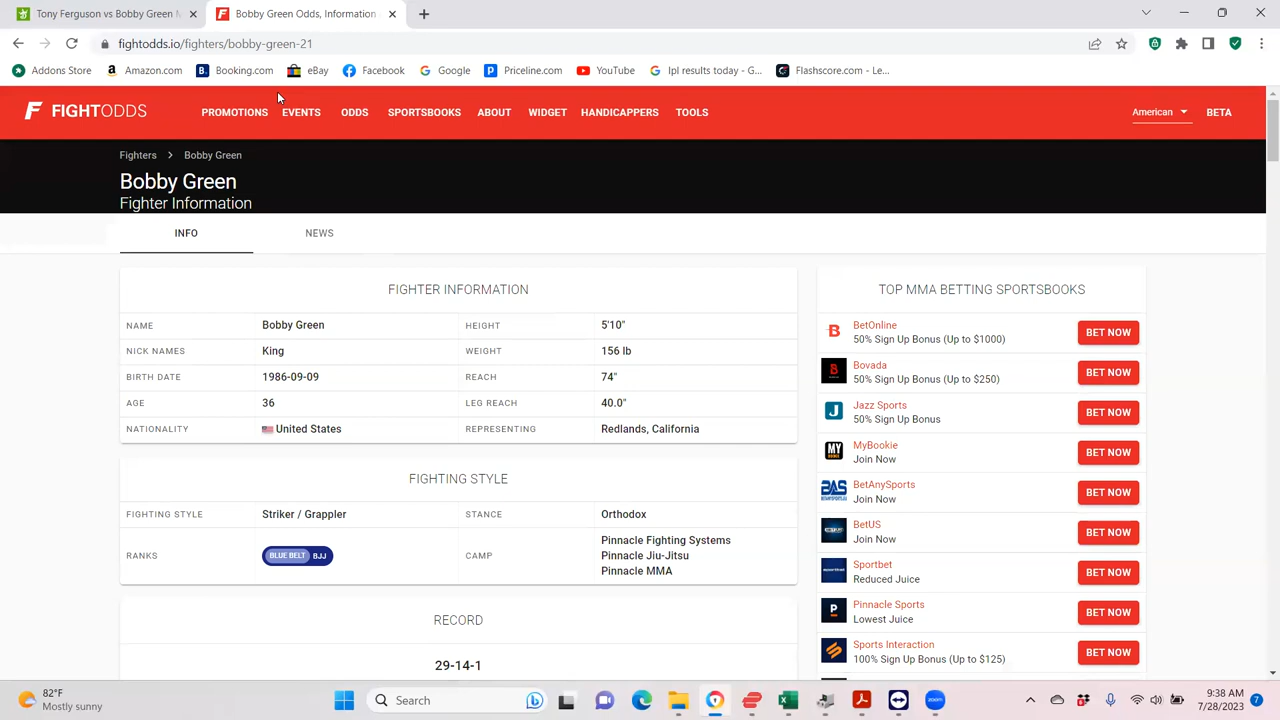 Tony Ferguson vs Bobby Green
Bobby Green Odds, Information
fightodds.io/fighters/bobby-green-21
Addons Store
Amazon.com
Booking.com
eBay
Facebook
Google
Priceline.com
YouTube
Ipl results today - G...
Flashscore.com - Le...
FIGHTODDS
PROMOTIONS
EVENTS
ODDS
SPORTSBOOKS
ABOUT
WIDGET
HANDICAPPERS
TOOLS
American
BETA
Fighters > Bobby Green
Bobby Green
Fighter Information
INFO
NEWS
FIGHTER INFORMATION
NAME Bobby Green HEIGHT 5'10"
NICK NAMES King WEIGHT 156 lb
BIRTH DATE 1986-09-09 REACH 74"
AGE 36 LEG REACH 40.0"
NATIONALITY United States REPRESENTING Redlands, California
FIGHTING STYLE
FIGHTING STYLE Striker / Grappler STANCE Orthodox
RANKS BLUE BELT BJJ CAMP Pinnacle Fighting Systems
Pinnacle Jiu-Jitsu
Pinnacle MMA
RECORD
29-14-1
TOP MMA BETTING SPORTSBOOKS
BetOnline
50% Sign Up Bonus (Up to $1000)
BET NOW
Bovada
50% Sign Up Bonus (Up to $250)
BET NOW
Jazz Sports
50% Sign Up Bonus
BET NOW
MyBookie
Join Now
BET NOW
BetAnySports
Join Now
BET NOW
BetUS
Join Now
BET NOW
Sportbet
Reduced Juice
BET NOW
Pinnacle Sports
Lowest Juice
BET NOW
Sports Interaction
100% Sign Up Bonus (Up to $125)
BET NOW
82°F
Mostly sunny
Search
zoom
9:38 AM
7/28/2023
7